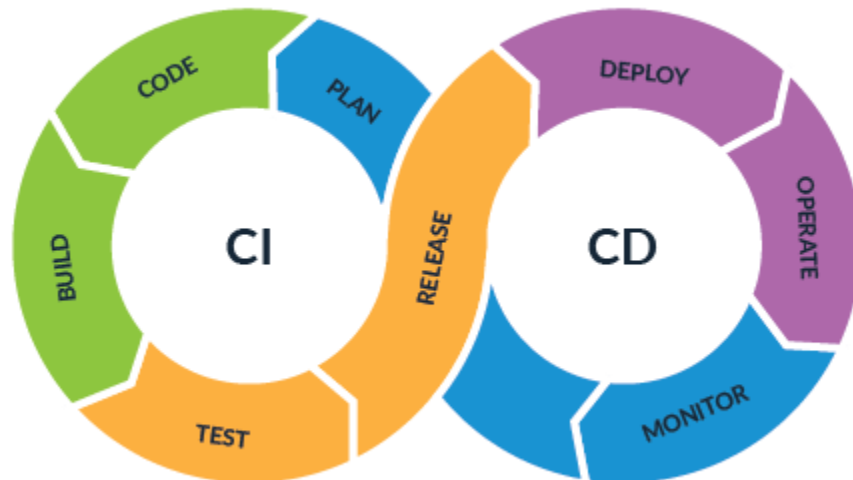 PLAN
CODE
BUILD
TEST
RELEASE
DEPLOY
OPERATE
MONITOR
CI
CD